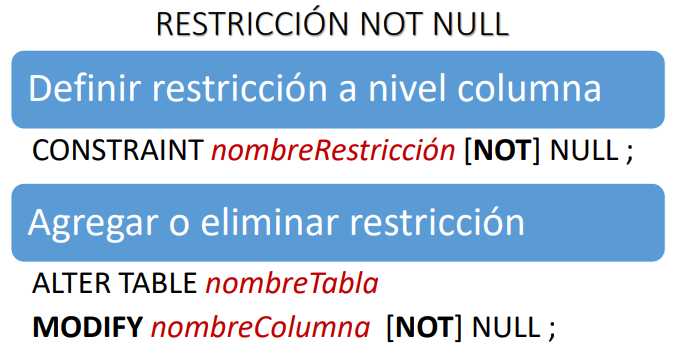 RESTRICCIÓN NOT NULL
Definir restricción a nivel columna
CONSTRAINT nombreRestricción [NOT] NULL ;
Agregar o eliminar restricción
ALTER TABLE nombreTabla
MODIFY nombreColumna [NOT] NULL ;